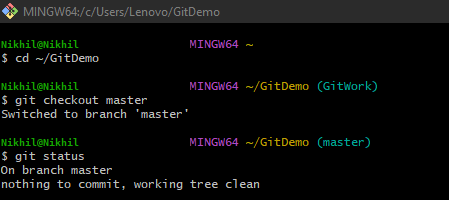 MINGW64:/c/Users/Lenovo/GitDemo
Nikhil@Nikhil MINGW64 ~
$ cd ~/GitDemo
Nikhil@Nikhil MINGW64 ~/GitDemo (GitWork)
$ git checkout master
Switched to branch 'master'
Nikhil@Nikhil MINGW64 ~/GitDemo (master)
$ git status
On branch master
nothing to commit, working tree clean